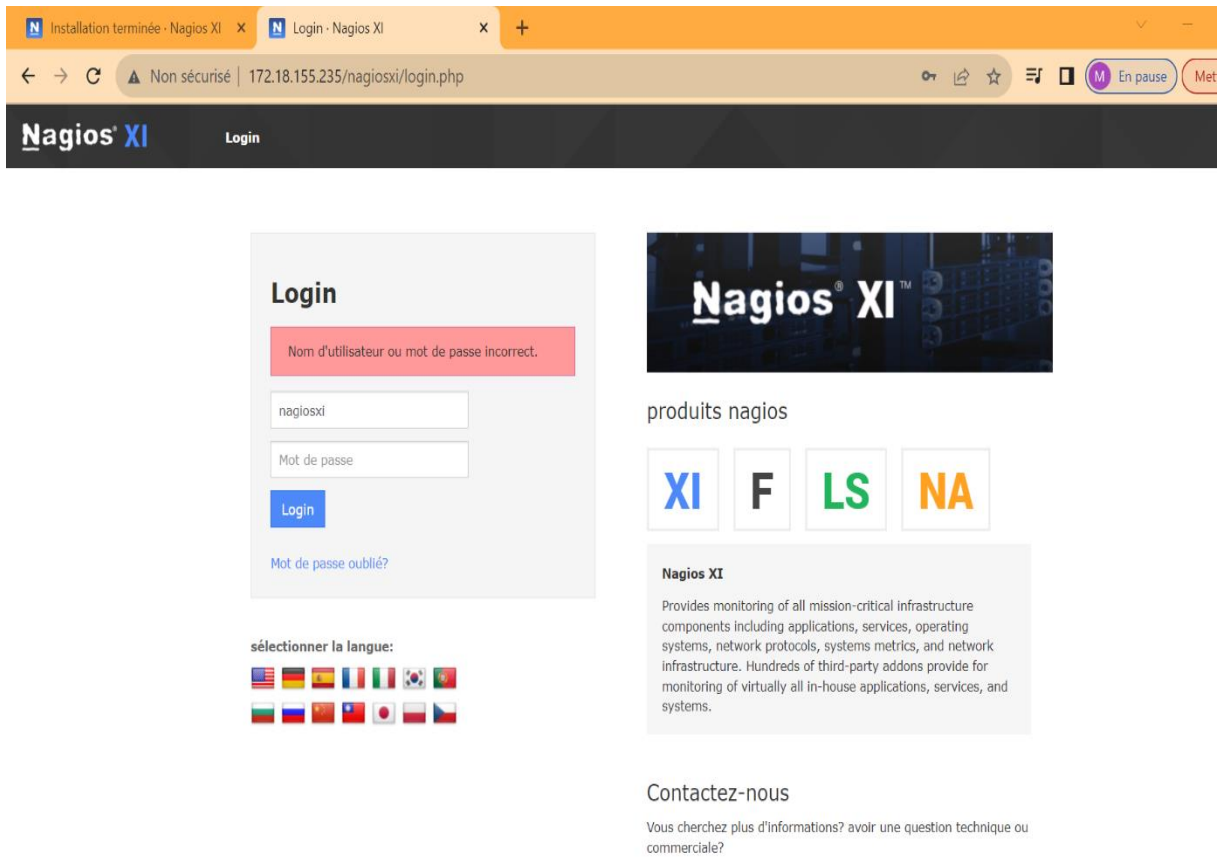 Installation terminée · Nagios XI
Login · Nagios XI
Non sécurisé | 172.18.155.235/nagiosxi/login.php
M En pause
Met
Nagios® XI
Login
Login
Nom d'utilisateur ou mot de passe incorrect.
nagiosxi
Mot de passe
Login
Mot de passe oublié?
sélectionner la langue:
Nagios® XI™
produits nagios
XI F LS NA
Nagios XI
Provides monitoring of all mission-critical infrastructure
components including applications, services, operating
systems, network protocols, systems metrics, and network
infrastructure. Hundreds of third-party addons provide for
monitoring of virtually all in-house applications, services, and
systems.
Contactez-nous
Vous cherchez plus d'informations? avoir une question technique ou
commerciale?